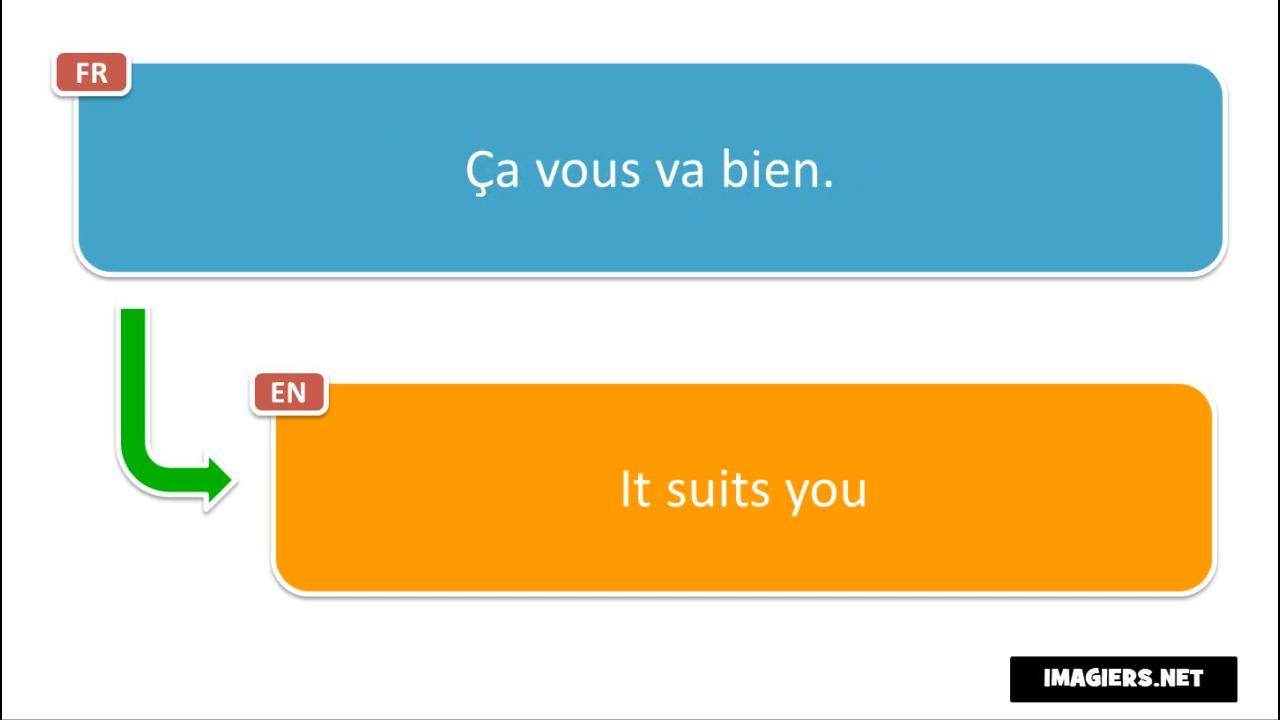 FR
Ça vous va bien.
EN
It suits you
IMAGIERS.NET